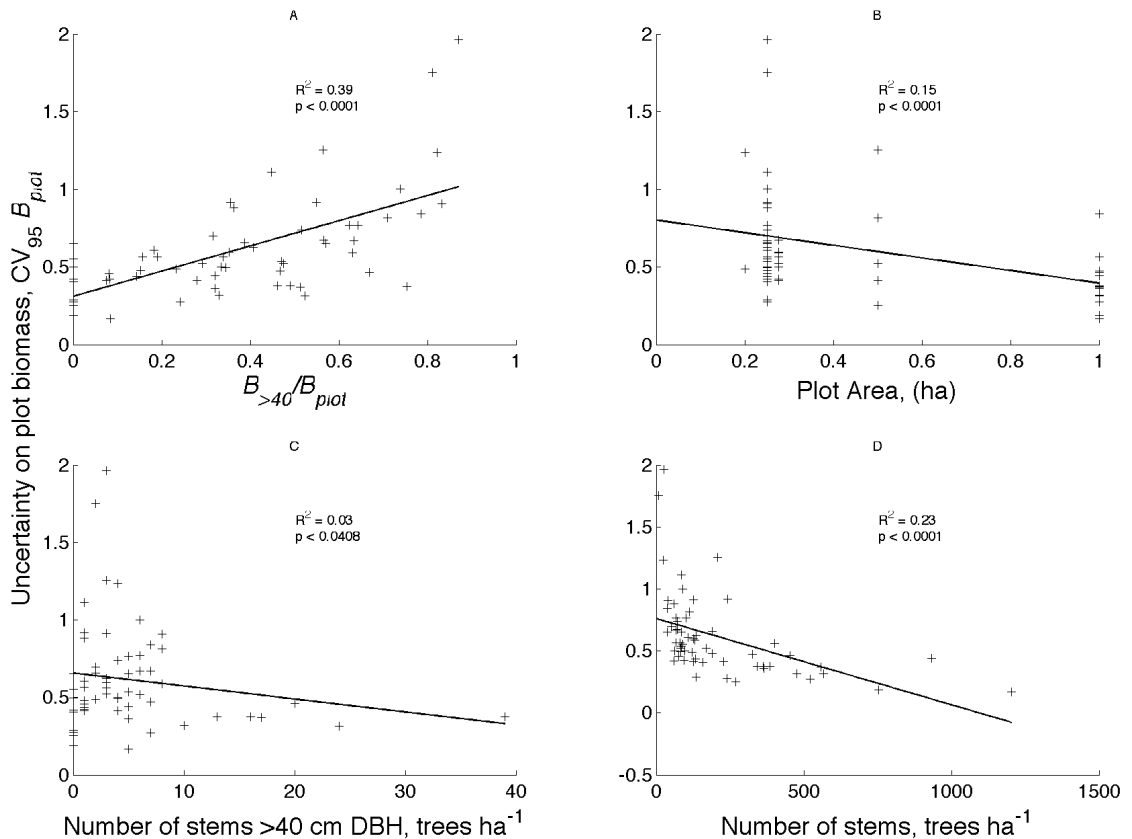 Uncertainty on plot biomass, CV95 Bplot
A
2
1.5
1
0.5
0
R2 = 0.39
p < 0.0001
0 0.2 0.4 0.6 0.8 1
B>40/Bplot
B
2
1.5
1
0.5
0
R2 = 0.15
p < 0.0001
0 0.2 0.4 0.6 0.8 1
Plot Area, (ha)
C
2
1.5
1
0.5
0
R2 = 0.03
p < 0.0408
0 10 20 30 40
Number of stems >40 cm DBH, trees ha-1
D
2
1.5
1
0.5
0
-0.5
R2 = 0.23
p < 0.0001
0 500 1000 1500
Number of stems, trees ha-1